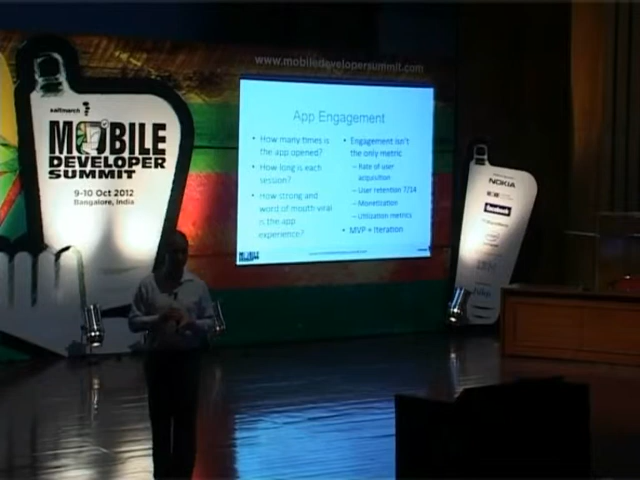 www.mobiledevelopersummit.com
saltmarch
MOBILE
DEVELOPER
SUMMIT
9-10 Oct 2012
Bangalore, India
App Engagement
• How many times is
the app opened?
• How long is each
session?
• How strong and
word of mouth viral
is the app
experience?
• Engagement isn't
the only metric
– Rate of user
acquisition
– User retention 7/14
– Monetization
– Utilization metrics
• MVP + Iteration
NOKIA
facebook